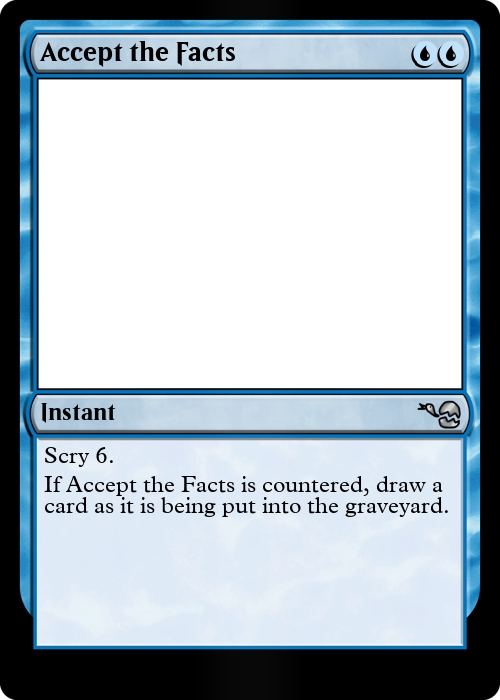 Accept the Facts
Instant
Scry 6.
If Accept the Facts is countered, draw a
card as it is being put into the graveyard.